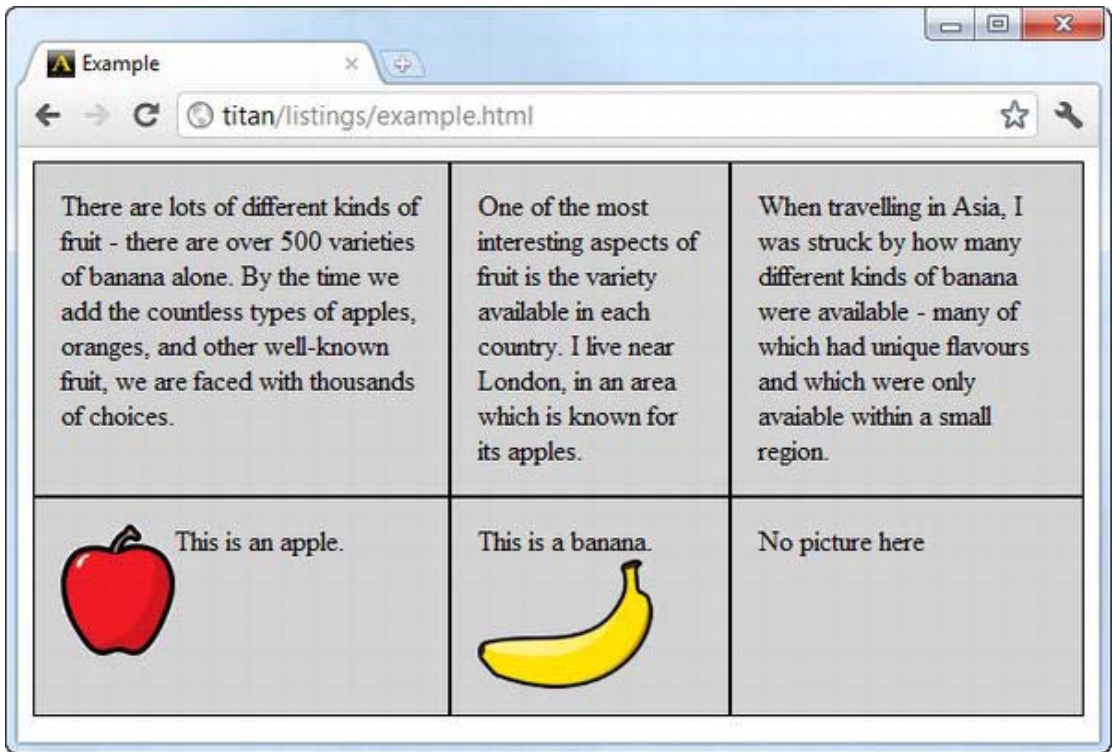 A Example
titan/listings/example.html
There are lots of different kinds of
fruit - there are over 500 varieties
of banana alone. By the time we
add the countless types of apples,
oranges, and other well-known
fruit, we are faced with thousands
of choices.
One of the most
interesting aspects of
fruit is the variety
available in each
country. I live near
London, in an area
which is known for
its apples.
When travelling in Asia, I
was struck by how many
different kinds of banana
were available - many of
which had unique flavours
and which were only
avaiable within a small
region.
This is an apple.
This is a banana.
No picture here